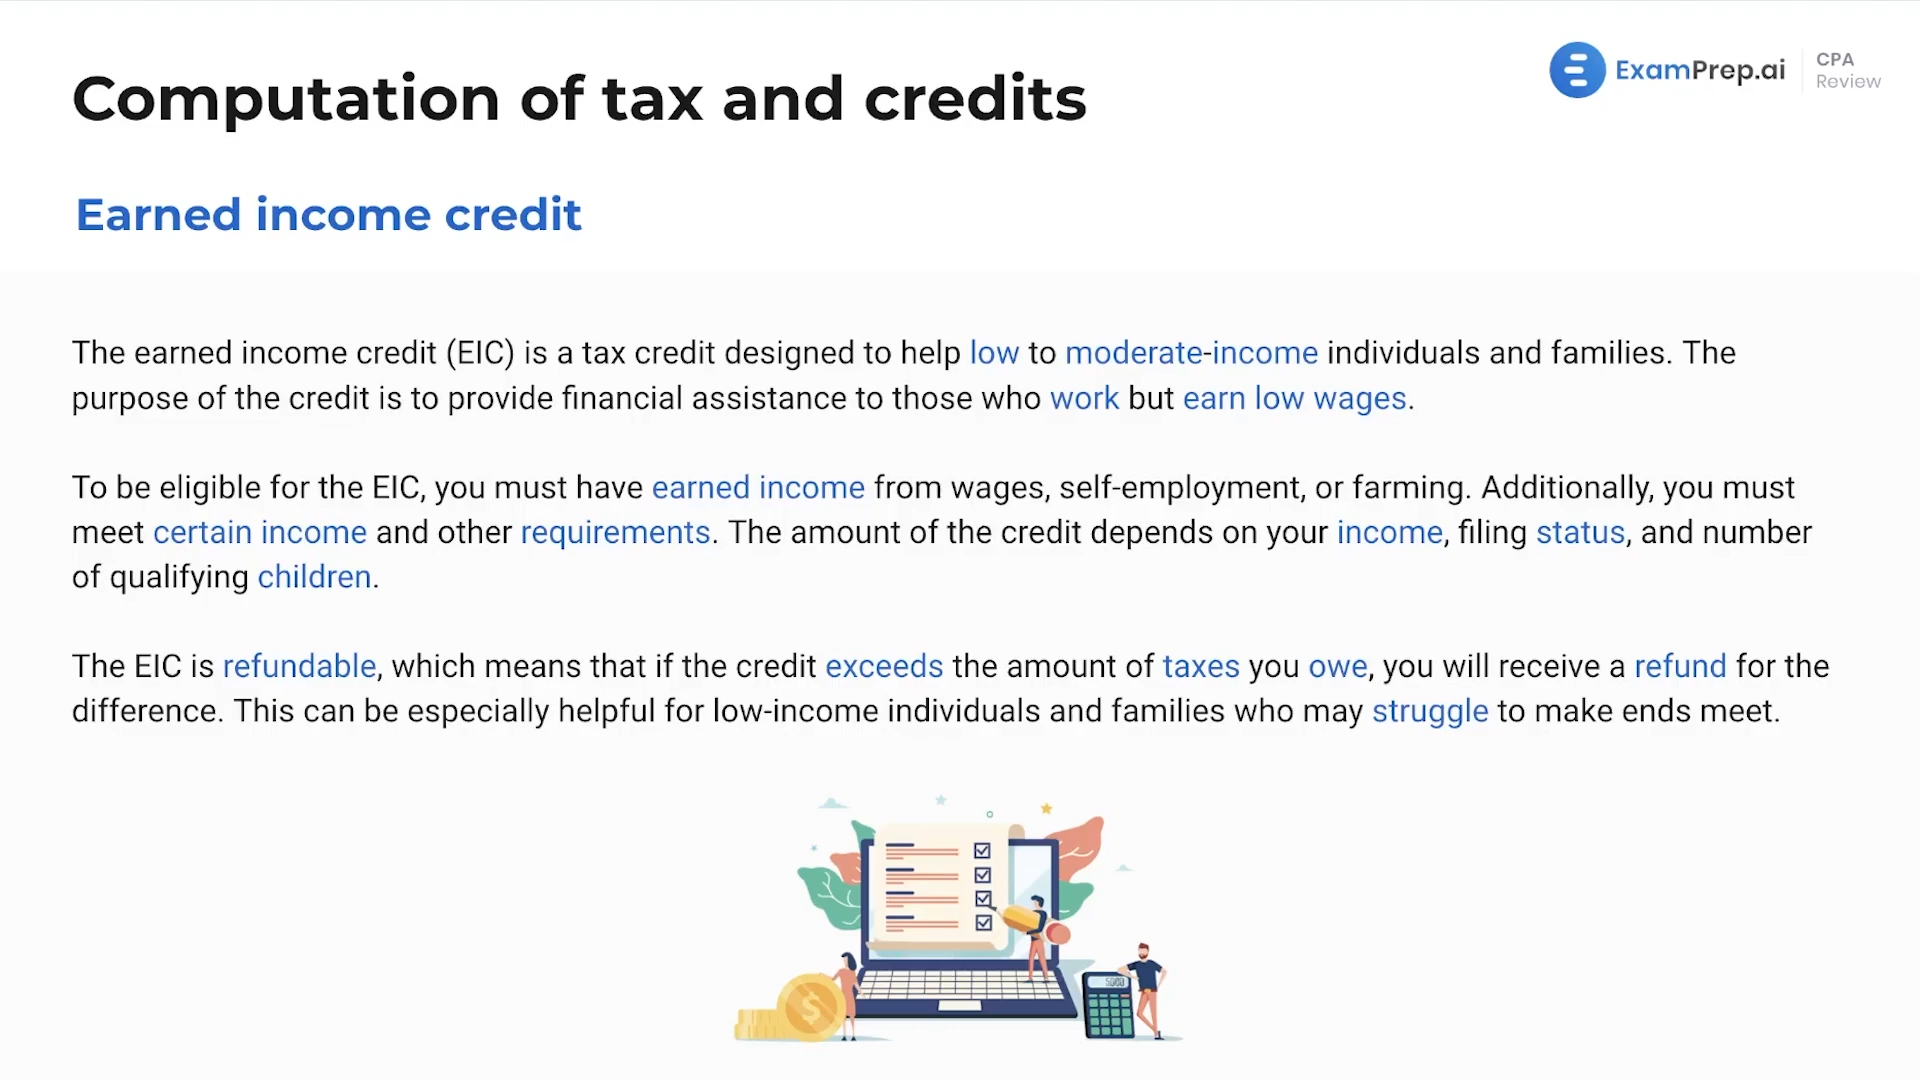 Computation of tax and credits
ExamPrep.ai
CPA
Review
Earned income credit
The earned income credit (EIC) is a tax credit designed to help low to moderate-income individuals and families. The
purpose of the credit is to provide financial assistance to those who work but earn low wages.
To be eligible for the EIC, you must have earned income from wages, self-employment, or farming. Additionally, you must
meet certain income and other requirements. The amount of the credit depends on your income, filing status, and number
of qualifying children.
The EIC is refundable, which means that if the credit exceeds the amount of taxes you owe, you will receive a refund for the
difference. This can be especially helpful for low-income individuals and families who may struggle to make ends meet.
$